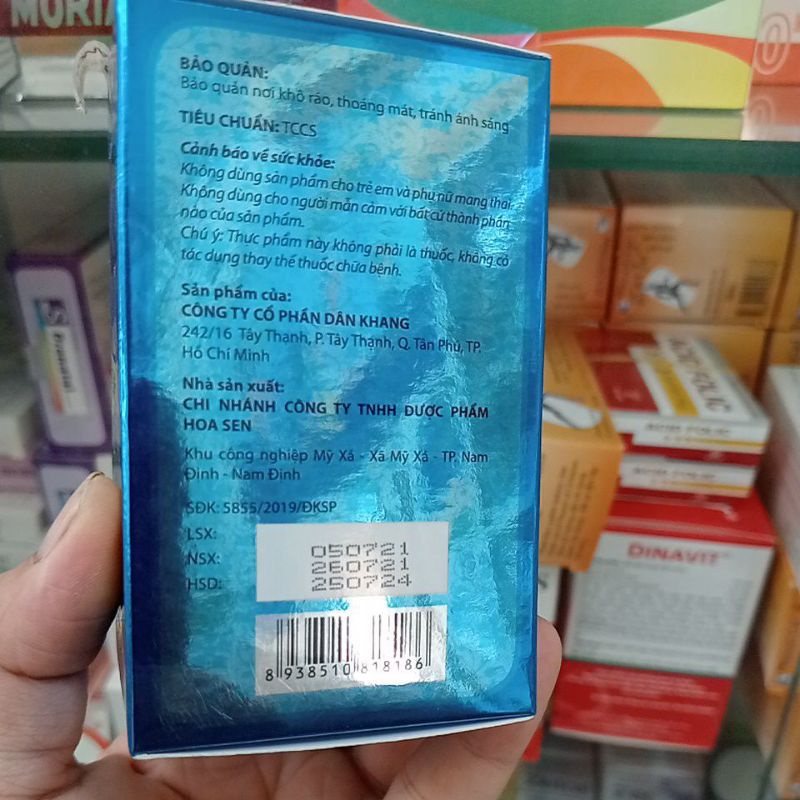 BẢO QUẢN:
Bảo quản nơi khô ráo, thoáng mát, tránh ánh sáng
TIÊU CHUẨN: TCCS
Cảnh báo về sức khỏe:
Không dùng sản phẩm cho trẻ em và phụ nữ mang thai.
Không dùng cho người mẫn cảm với bất cứ thành phần
nào của sản phẩm.
Chú ý: Thực phẩm này không phải là thuốc, không có
tác dụng thay thế thuốc chữa bệnh.
Sản phẩm của:
CÔNG TY CỔ PHẦN DÂN KHANG
242/16 Tây Thạnh, P. Tây Thạnh, Q. Tân Phú, TP.
Hồ Chí Minh
Nhà sản xuất:
CHI NHÁNH CÔNG TY TNHH DƯỢC PHẨM
HOA SEN
Khu công nghiệp Mỹ Xá - Xã Mỹ Xá - TP. Nam
Định - Nam Định
SĐK: 5855/2019/ĐKSP
LSX: 050721
NSX: 260721
HSD: 250724
8 938510 818186
ACID FOLIC
ACID FOLIC
DINAVIT